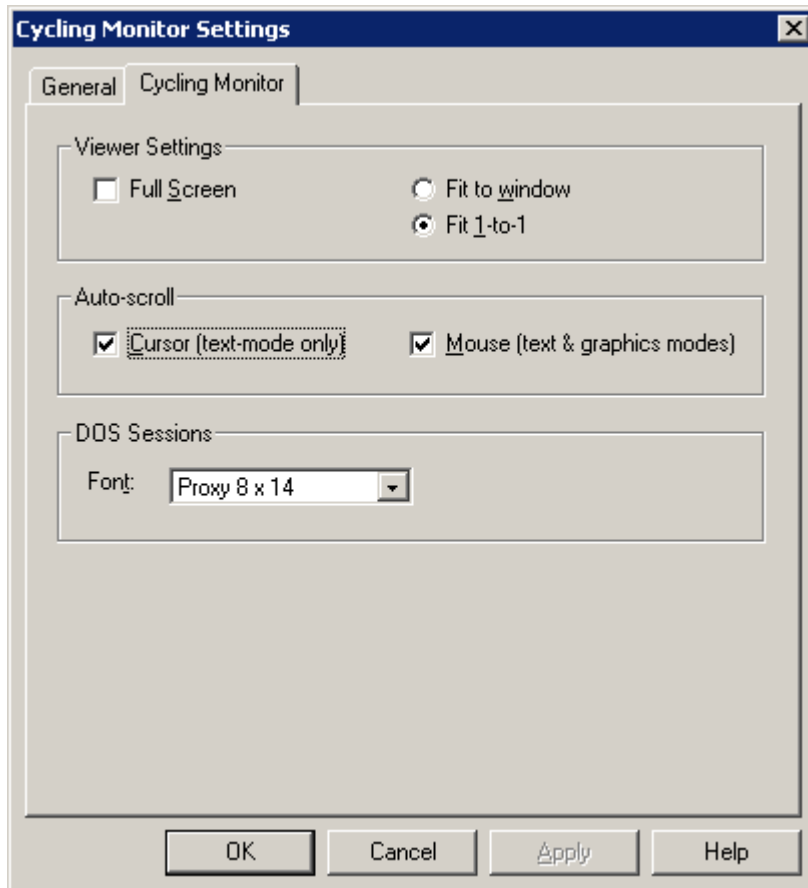 Cycling Monitor Settings
General Cycling Monitor
Viewer Settings
Full Screen Fit to window
Fit 1-to-1
Auto-scroll
Cursor (text-mode only) Mouse (text & graphics modes)
DOS Sessions
Font: Proxy 8 x 14
OK Cancel Apply Help